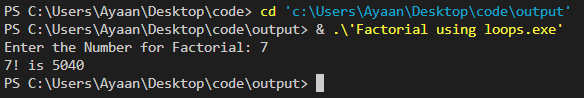 PS C:\Users\Ayaan\Desktop\code> cd 'c:\Users\Ayaan\Desktop\code\output'
PS C:\Users\Ayaan\Desktop\code\output> & .\'Factorial using loops.exe'
Enter the Number for Factorial: 7
7! is 5040
PS C:\Users\Ayaan\Desktop\code\output>